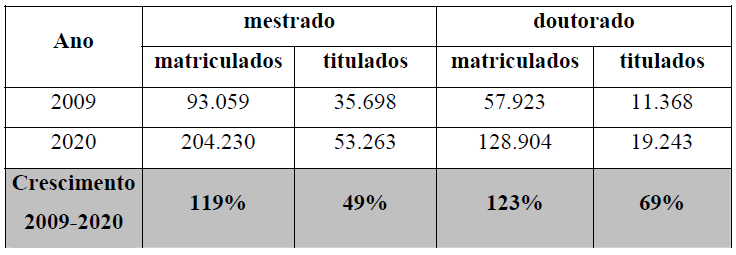 Ano mestrado doutorado
matriculados titulados matriculados titulados
2009 93.059 35.698 57.923 11.368
2020 204.230 53.263 128.904 19.243
Crescimento
2009-2020 119% 49% 123% 69%